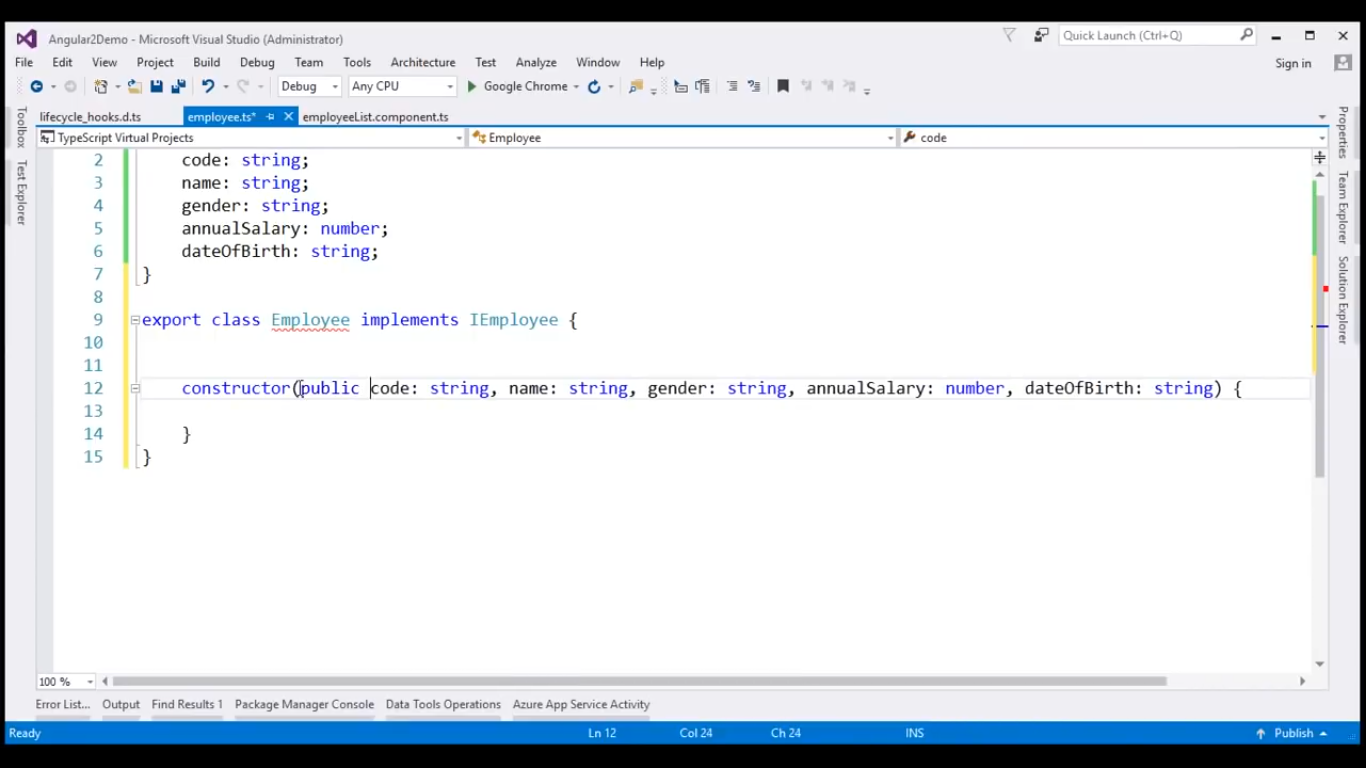 Angular2Demo - Microsoft Visual Studio (Administrator)
Quick Launch (Ctrl+Q)
File Edit View Project Build Debug Team Tools Architecture Test Analyze Window Help
Sign in
Debug Any CPU Google Chrome
lifecycle_hooks.d.ts employee.ts* employeeList.component.ts
TypeScript Virtual Projects Employee code
Toolbox
Test Explorer
Properties
Team Explorer
Solution Explorer
2 code: string;
3 name: string;
4 gender: string;
5 annualSalary: number;
6 dateOfBirth: string;
7 }
8
9 export class Employee implements IEmployee {
10
11
12 constructor(public code: string, name: string, gender: string, annualSalary: number, dateOfBirth: string) {
13
14 }
15 }
100 %
Error List... Output Find Results 1 Package Manager Console Data Tools Operations Azure App Service Activity
Ready Ln 12 Col 24 Ch 24 INS Publish